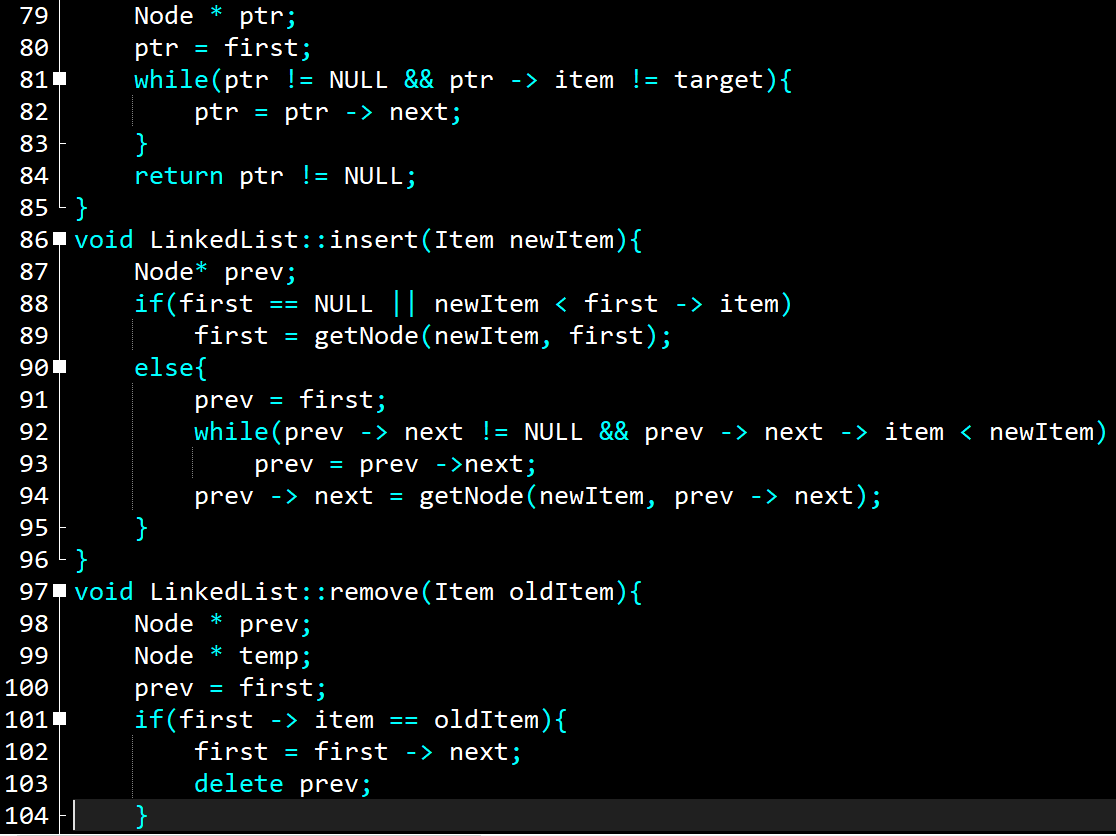 79 Node * ptr;
80 ptr = first;
81 while(ptr != NULL && ptr -> item != target){
82 ptr = ptr -> next;
83 }
84 return ptr != NULL;
85 }
86 void LinkedList::insert(Item newItem){
87 Node* prev;
88 if(first == NULL || newItem < first -> item)
89 first = getNode(newItem, first);
90 else{
91 prev = first;
92 while(prev -> next != NULL && prev -> next -> item < newItem)
93 prev = prev ->next;
94 prev -> next = getNode(newItem, prev -> next);
95 }
96 }
97 void LinkedList::remove(Item oldItem){
98 Node * prev;
99 Node * temp;
100 prev = first;
101 if(first -> item == oldItem){
102 first = first -> next;
103 delete prev;
104 }